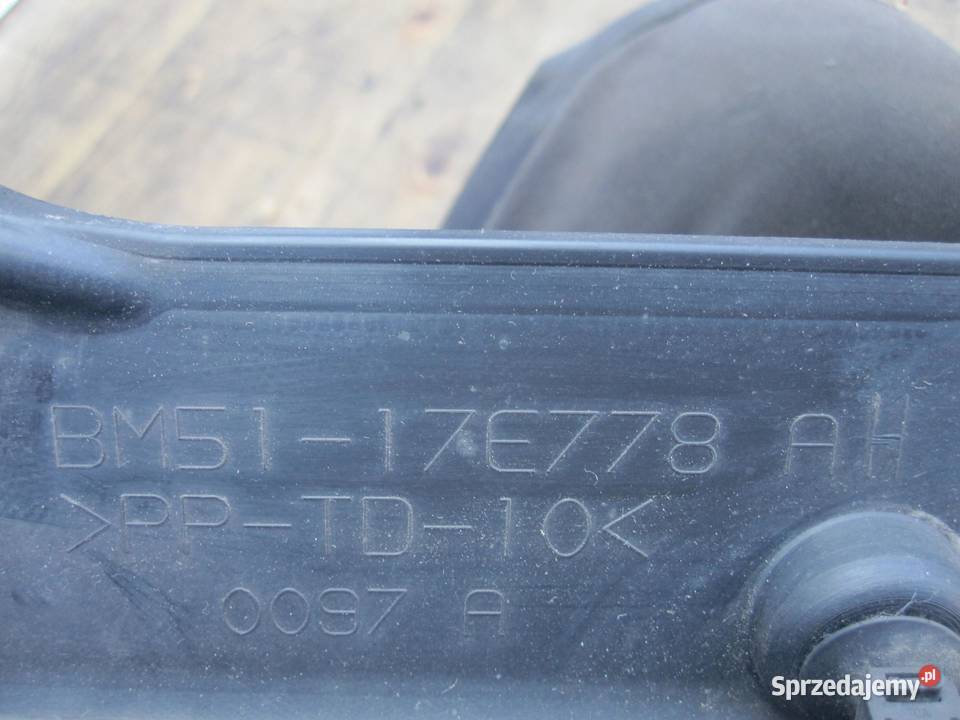 BM51-17E778 AH
>PP-TD-10<
0097 A
Sprzedajemy.pl